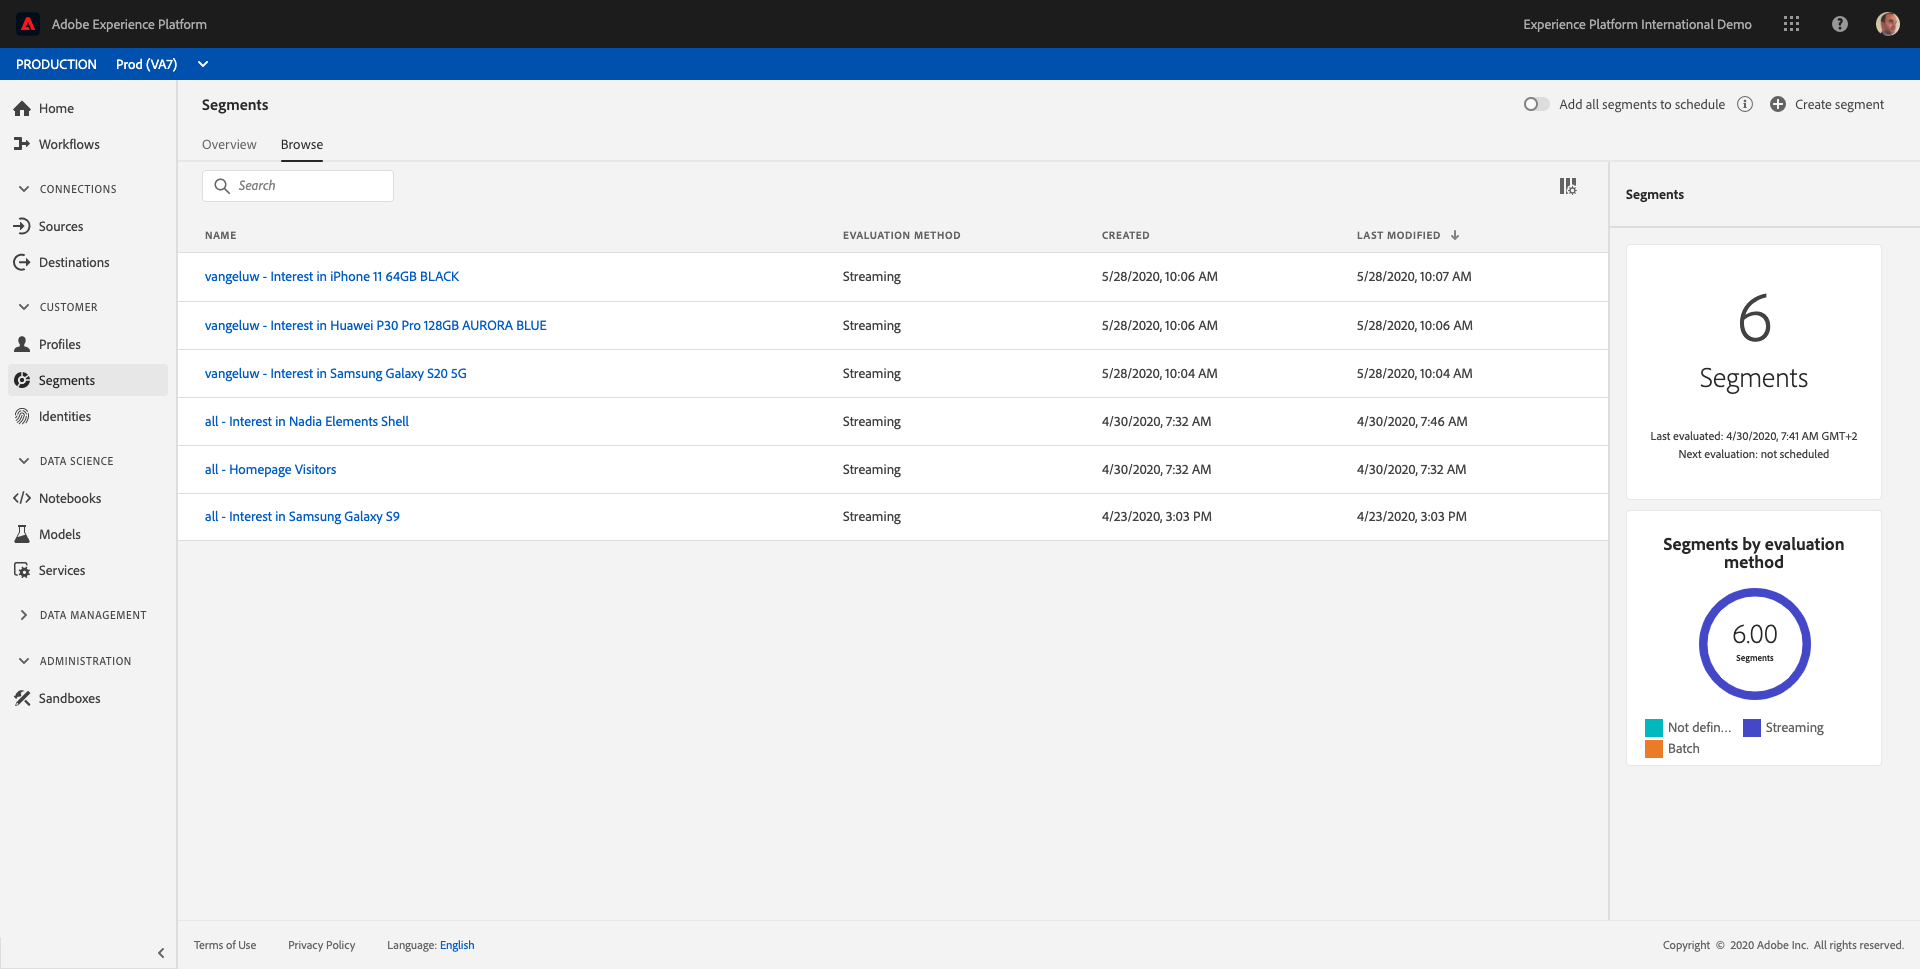 Adobe Experience Platform
Experience Platform International Demo
PRODUCTION Prod (VA7)
Home
Workflows
CONNECTIONS
Sources
Destinations
CUSTOMER
Profiles
Segments
Identities
DATA SCIENCE
Notebooks
Models
Services
DATA MANAGEMENT
ADMINISTRATION
Sandboxes
Segments
Add all segments to schedule
Create segment
Overview Browse
Search
NAME EVALUATION METHOD CREATED LAST MODIFIED
vangeluw - Interest in iPhone 11 64GB BLACK Streaming 5/28/2020, 10:06 AM 5/28/2020, 10:07 AM
vangeluw - Interest in Huawei P30 Pro 128GB AURORA BLUE Streaming 5/28/2020, 10:06 AM 5/28/2020, 10:06 AM
vangeluw - Interest in Samsung Galaxy S20 5G Streaming 5/28/2020, 10:04 AM 5/28/2020, 10:04 AM
all - Interest in Nadia Elements Shell Streaming 4/30/2020, 7:32 AM 4/30/2020, 7:46 AM
all - Homepage Visitors Streaming 4/30/2020, 7:32 AM 4/30/2020, 7:32 AM
all - Interest in Samsung Galaxy S9 Streaming 4/23/2020, 3:03 PM 4/23/2020, 3:03 PM
Segments
6
Segments
Last evaluated: 4/30/2020, 7:41 AM GMT+2
Next evaluation: not scheduled
Segments by evaluation
method
6.00
Segments
Not defin... Streaming
Batch
Terms of Use Privacy Policy Language: English
Copyright © 2020 Adobe Inc. All rights reserved.